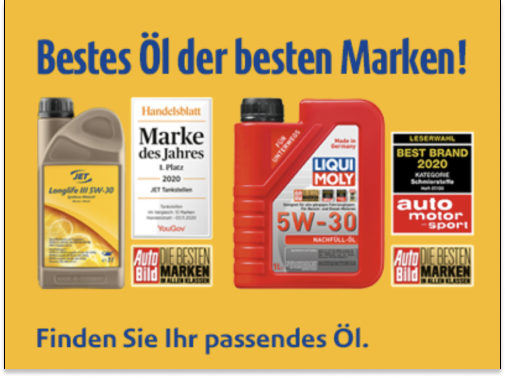 Bestes Öl der besten Marken!
JET
Longlife III 5W-30
Handelsblatt
Marke
des Jahres
1. Platz
2020
JET Tankstellen
Tankstellen
YouGov
Auto
Bild
DIE BESTEN
MARKEN
IN ALLEN KLASSEN
FÜR
UNTERWEGS
Made in
Germany
LIQUI
MOLY
5W-30
NACHFÜLL-ÖL
1L
LESERWAHL
BEST BRAND
2020
KATEGORIE
Schmierstoffe
auto
motor
sport
Auto
Bild
DIE BESTEN
MARKEN
IN ALLEN KLASSEN
Finden Sie Ihr passendes Öl.